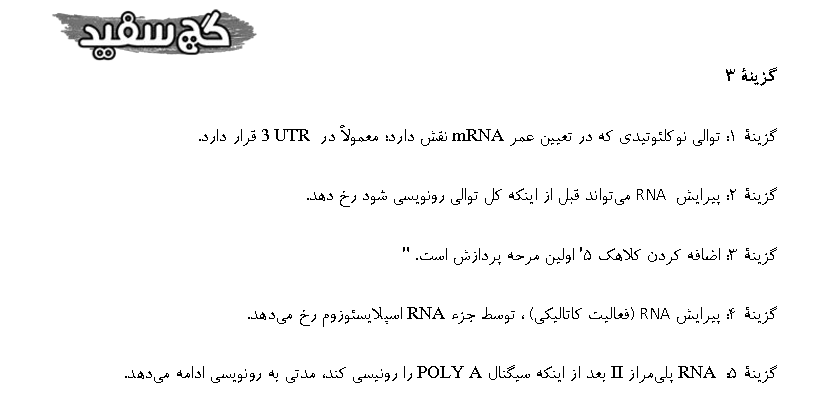 گچ سفید
گزینهٔ ۳
گزینهٔ ۱: توالی نوکلئوتیدی که در تعیین عمر mRNA نقش دارد؛ معمولاً در 3 UTR قرار دارد.
گزینهٔ ۲: پیرایش RNA می‌تواند قبل از اینکه کل توالی رونویسی شود رخ دهد.
گزینهٔ ۳: اضافه کردن کلاهک ۵' اولین مرحه پردازش است. "
گزینهٔ ۴: پیرایش RNA (فعالیت کاتالیکی) ، توسط جزء RNA اسپلایسئوزوم رخ می‌دهد.
گزینهٔ ۵: RNA پلی‌مراز II بعد از اینکه سیگنال POLY A را رونیسی کند، مدتی به رونویسی ادامه می‌دهد.